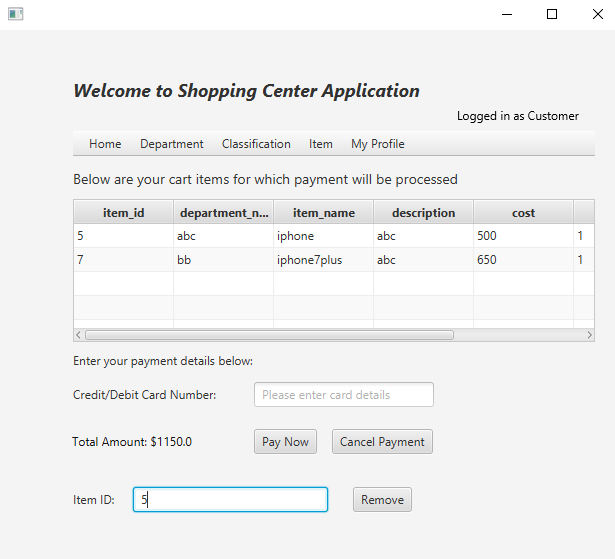 Welcome to Shopping Center Application
Logged in as Customer
Home Department Classification Item My Profile
Below are your cart items for which payment will be processed
item_id department_n... item_name description cost
5 abc iphone abc 500 1
7 bb iphone7plus abc 650 1
Enter your payment details below:
Credit/Debit Card Number: Please enter card details
Total Amount: $1150.0 Pay Now Cancel Payment
Item ID: 5 Remove